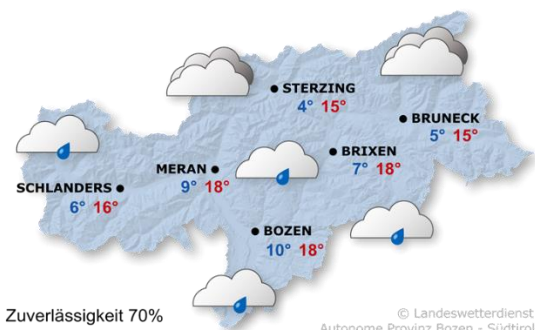 STERZING
4° 15°
BRUNECK
5° 15°
BRIXEN
7° 18°
MERAN
9° 18°
SCHLANDERS
6° 16°
BOZEN
10° 18°
Zuverlässigkeit 70%
© Landeswetterdienst
Autonome Provinz Bozen - Südtirol